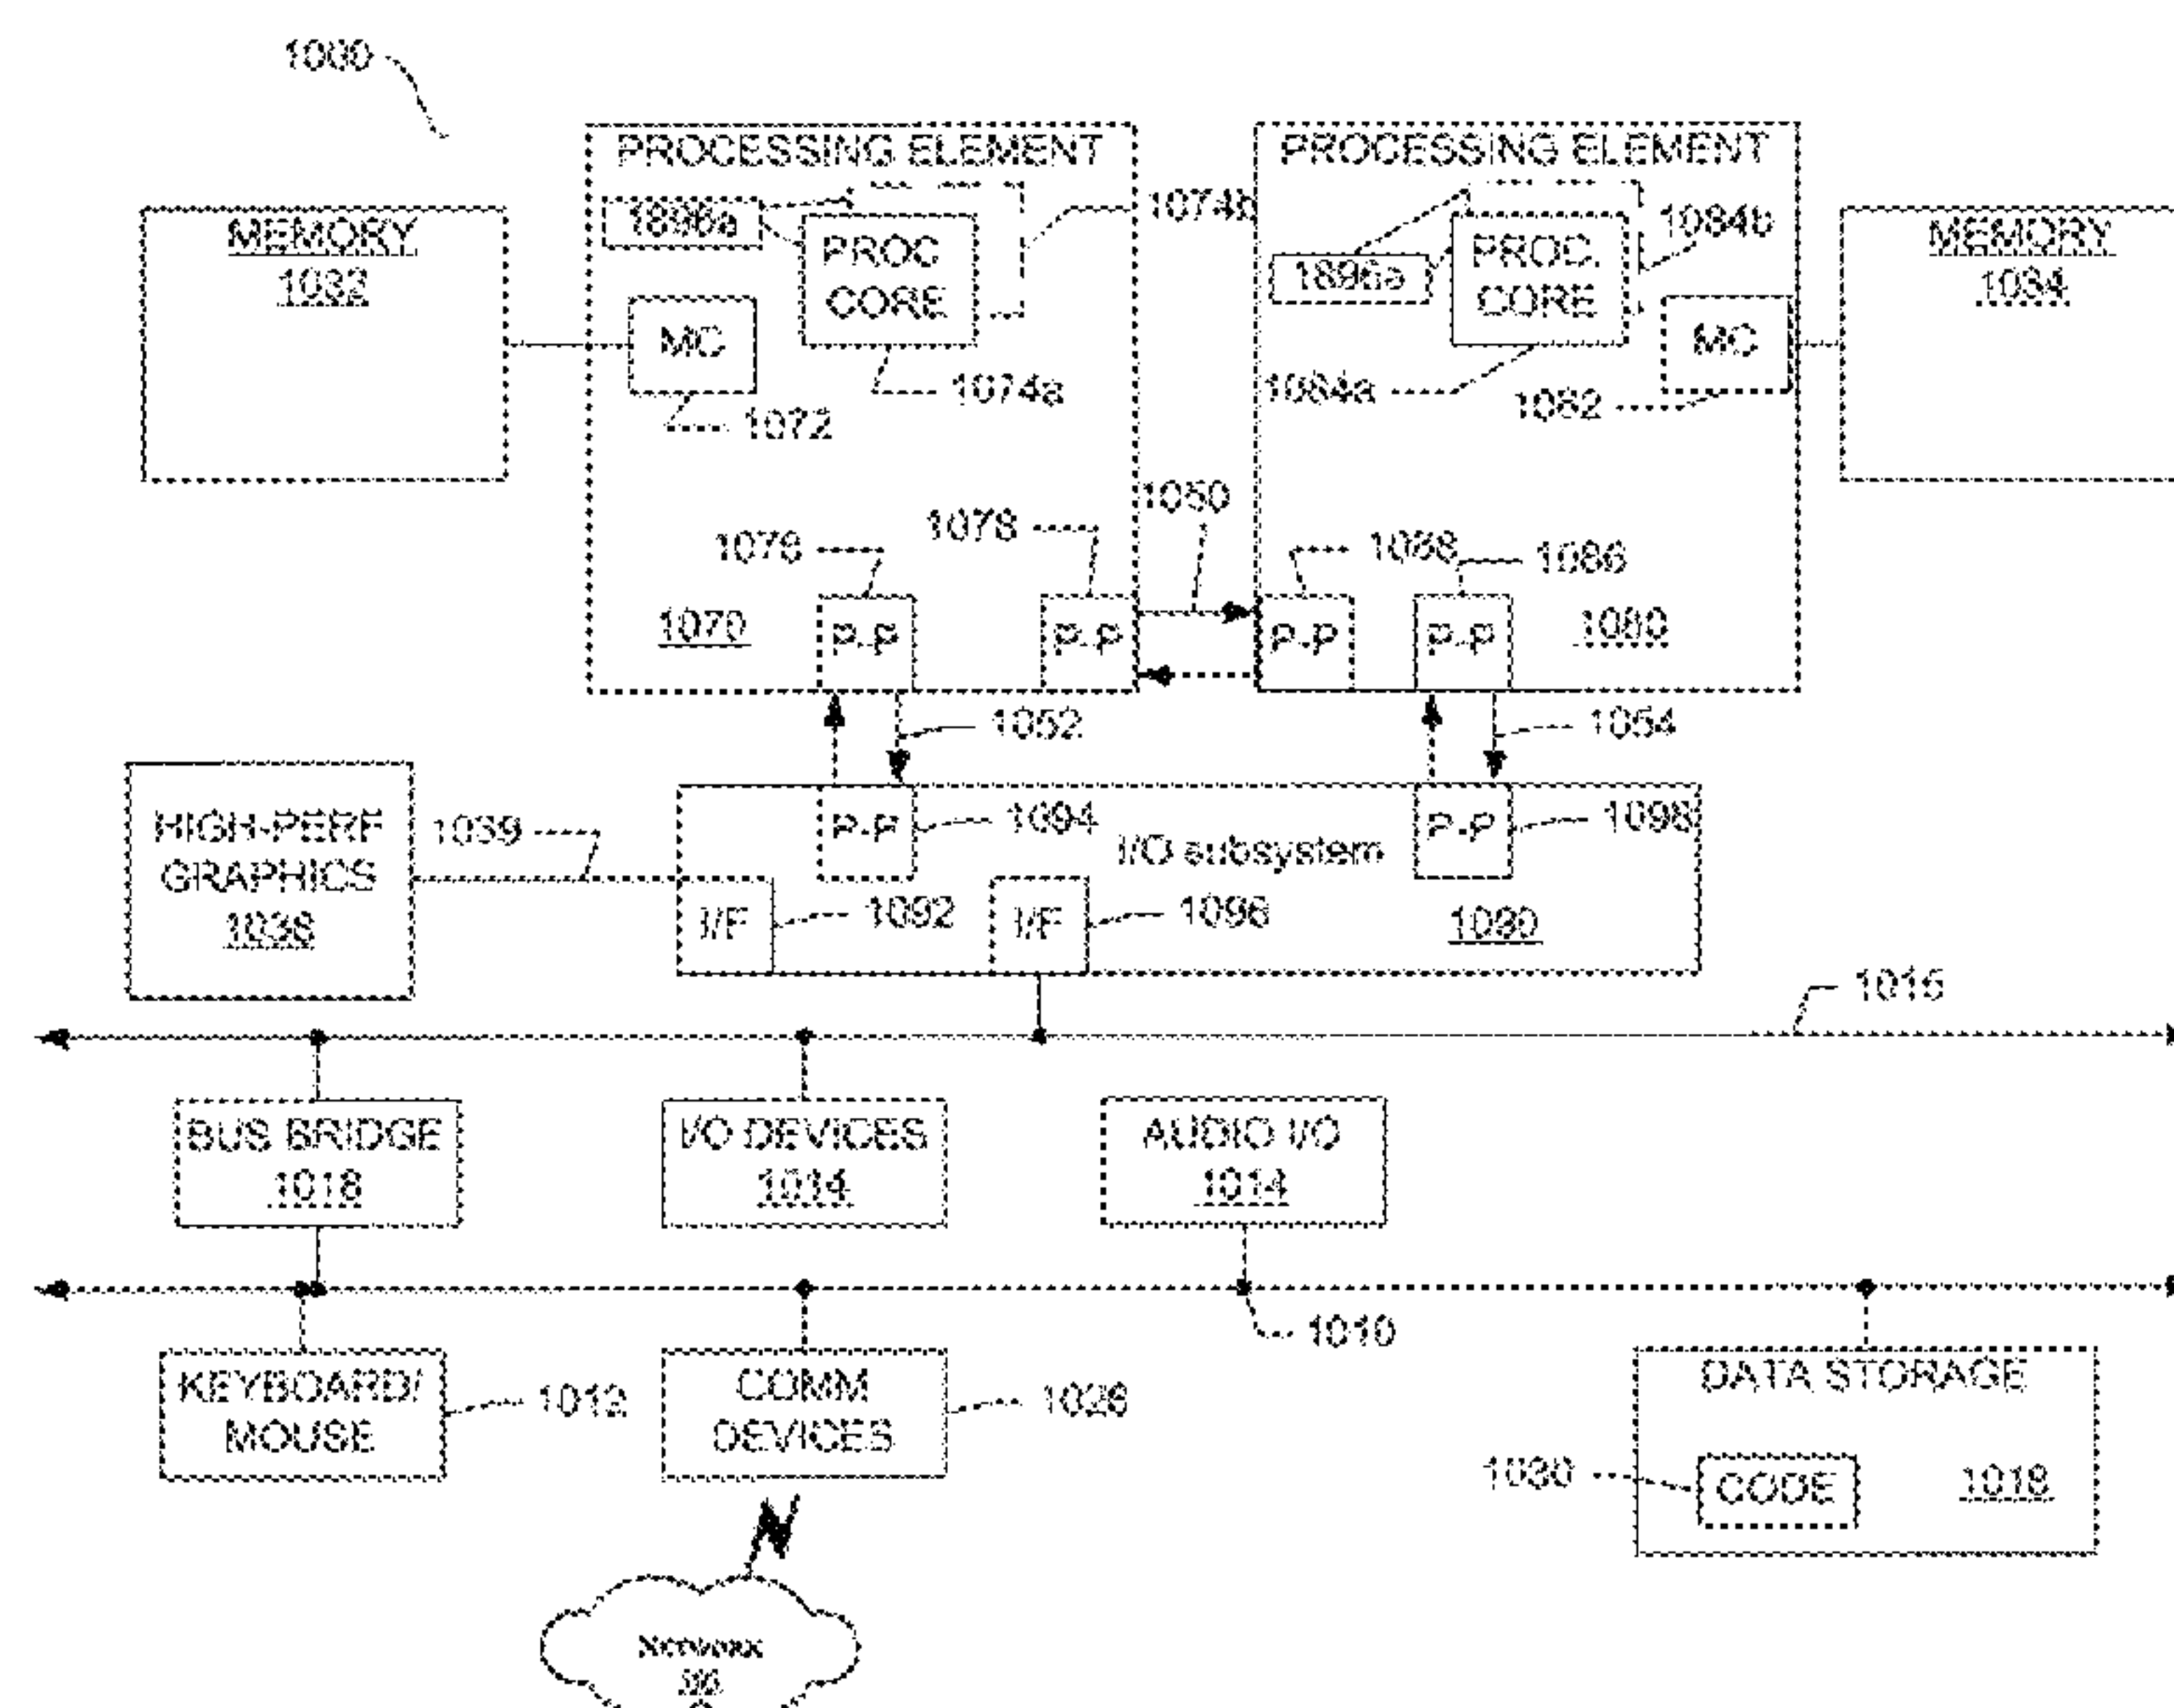 1000
PROCESSING ELEMENT
PROCESSING ELEMENT
MEMORY
1032
1896a
PROC
CORE
1074b
1074a
MC
1072
1896a
PROC.
CORE
1084b
1084a
MC
1082
MEMORY
1034
1050
1076
1078
1088
1086
1070
P-P
P-P
P-P
P-P
1080
1052
1054
HIGH-PERF
GRAPHICS
1038
1039
P-P
1094
I/O subsystem
P-P
1098
I/F
1092
I/F
1096
1090
1016
BUS BRIDGE
1018
I/O DEVICES
1014
AUDIO I/O
1014
1010
KEYBOARD/
MOUSE
1012
COMM
DEVICES
1026
DATA STORAGE
1030
CODE
1018
Network